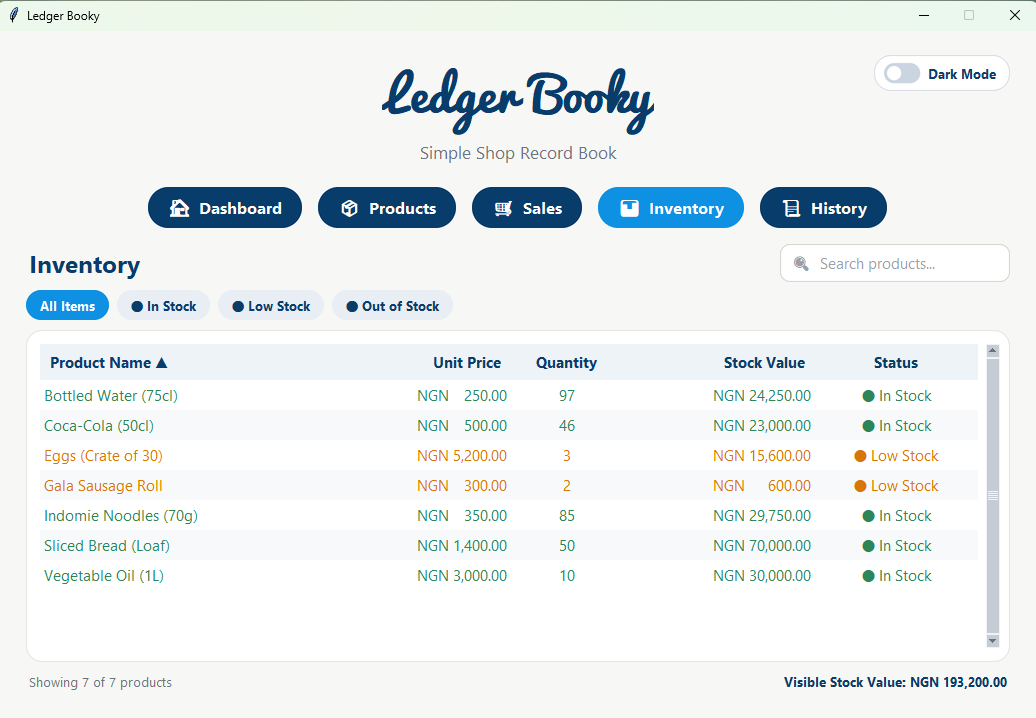 Ledger Booky
Dark Mode
Ledger Booky
Simple Shop Record Book
Dashboard Products Sales Inventory History
Inventory
Search products...
All Items In Stock Low Stock Out of Stock
Product Name ▲ Unit Price Quantity Stock Value Status
Bottled Water (75cl) NGN 250.00 97 NGN 24,250.00 In Stock
Coca-Cola (50cl) NGN 500.00 46 NGN 23,000.00 In Stock
Eggs (Crate of 30) NGN 5,200.00 3 NGN 15,600.00 Low Stock
Gala Sausage Roll NGN 300.00 2 NGN 600.00 Low Stock
Indomie Noodles (70g) NGN 350.00 85 NGN 29,750.00 In Stock
Sliced Bread (Loaf) NGN 1,400.00 50 NGN 70,000.00 In Stock
Vegetable Oil (1L) NGN 3,000.00 10 NGN 30,000.00 In Stock
Showing 7 of 7 products Visible Stock Value: NGN 193,200.00